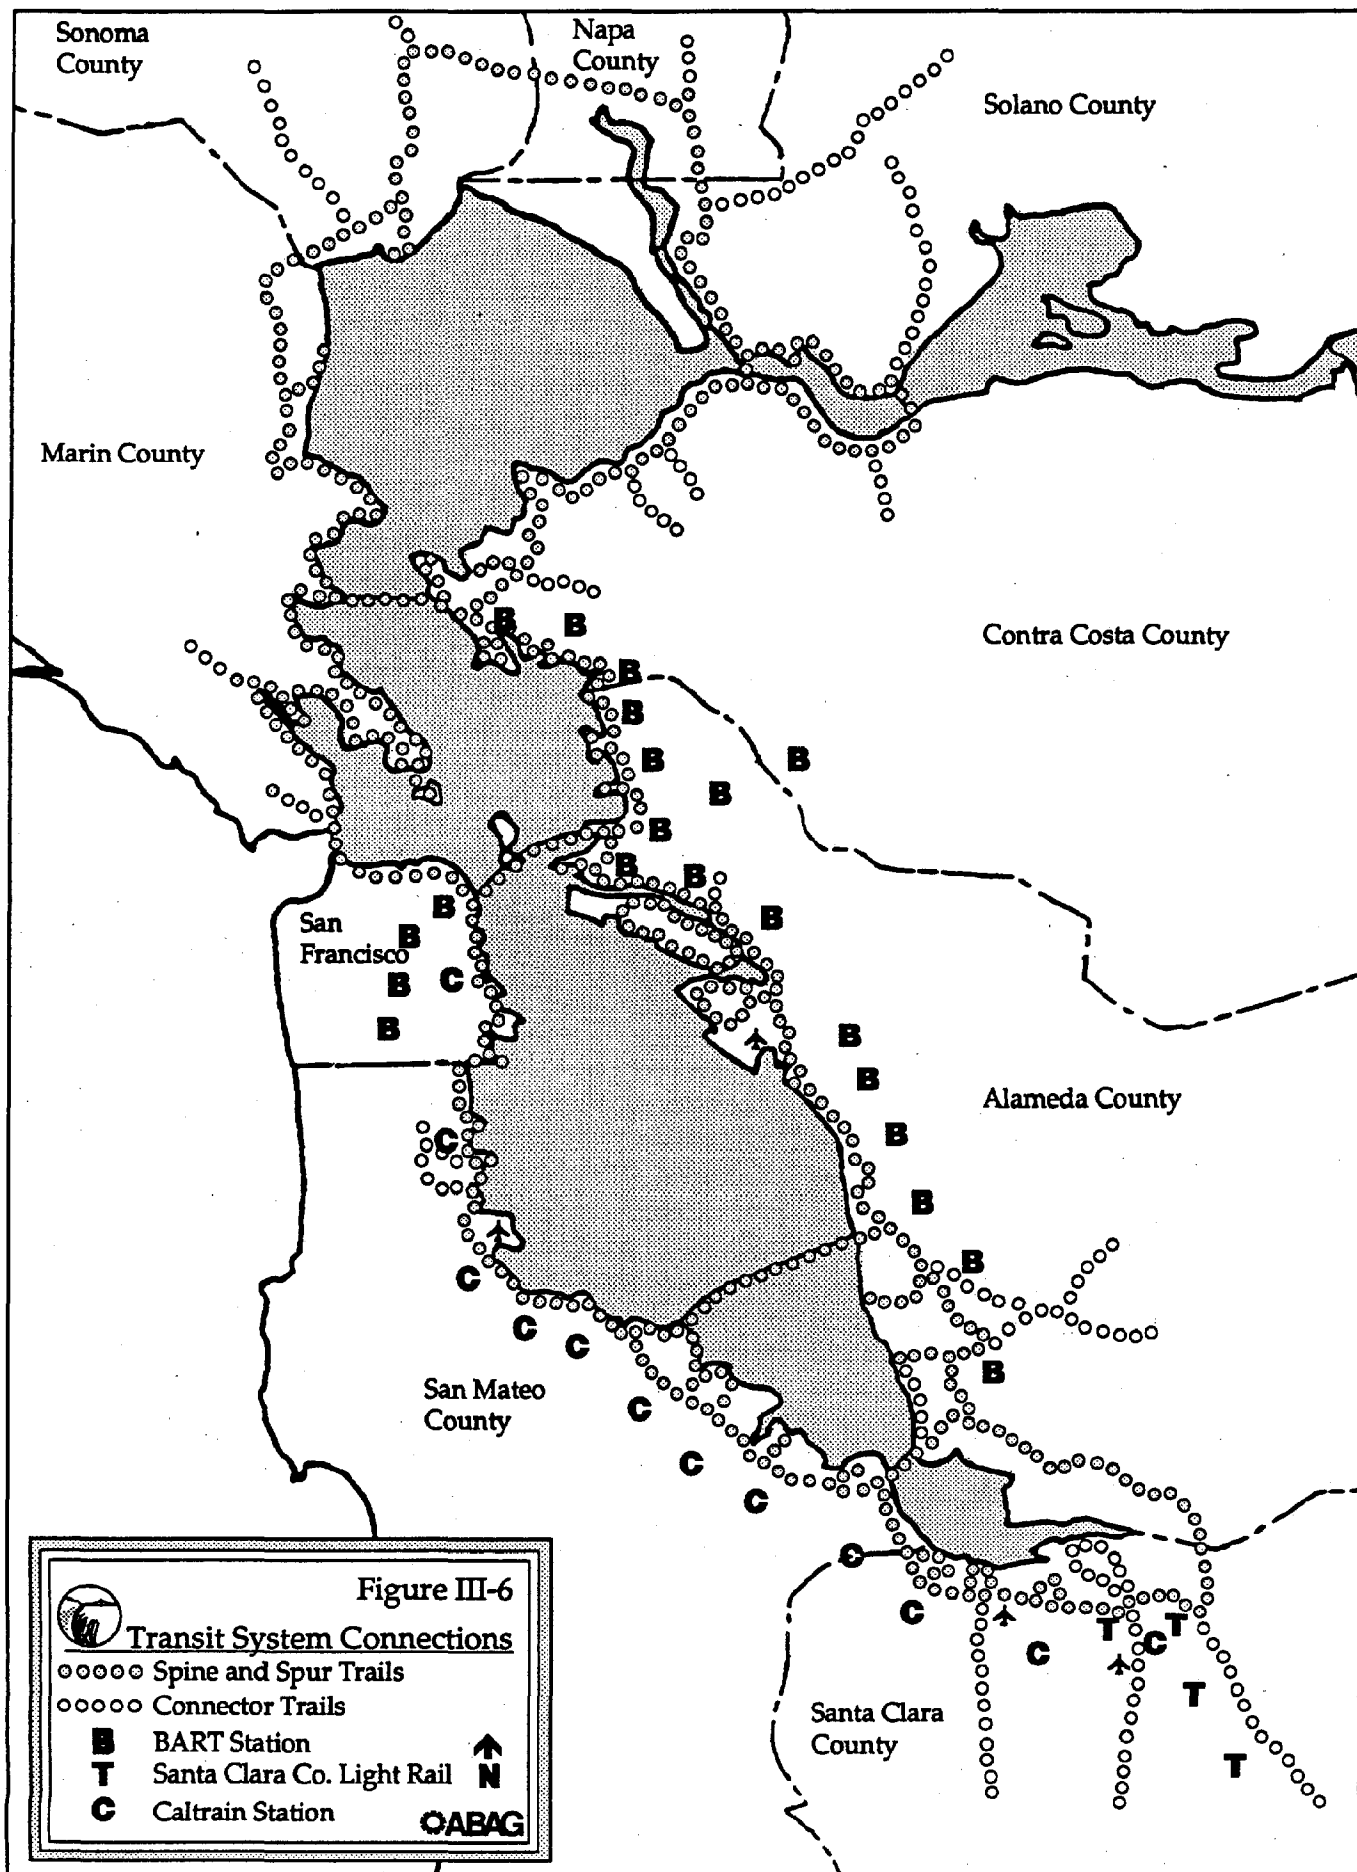 Sonoma
County
Napa
County
Solano County
Marin County
Contra Costa County
B
B
B
B
B
B
B
B
B
B
B
San
Francisco
B
B
B
B
C
B
B
B
B
Alameda County
C
B
B
C
C
C
San Mateo
County
C
C
C
C
C
C
C
T
T
T
T
Santa Clara
County
Figure III-6
Transit System Connections
Spine and Spur Trails
Connector Trails
B BART Station
T Santa Clara Co. Light Rail N
C Caltrain Station
ABAG